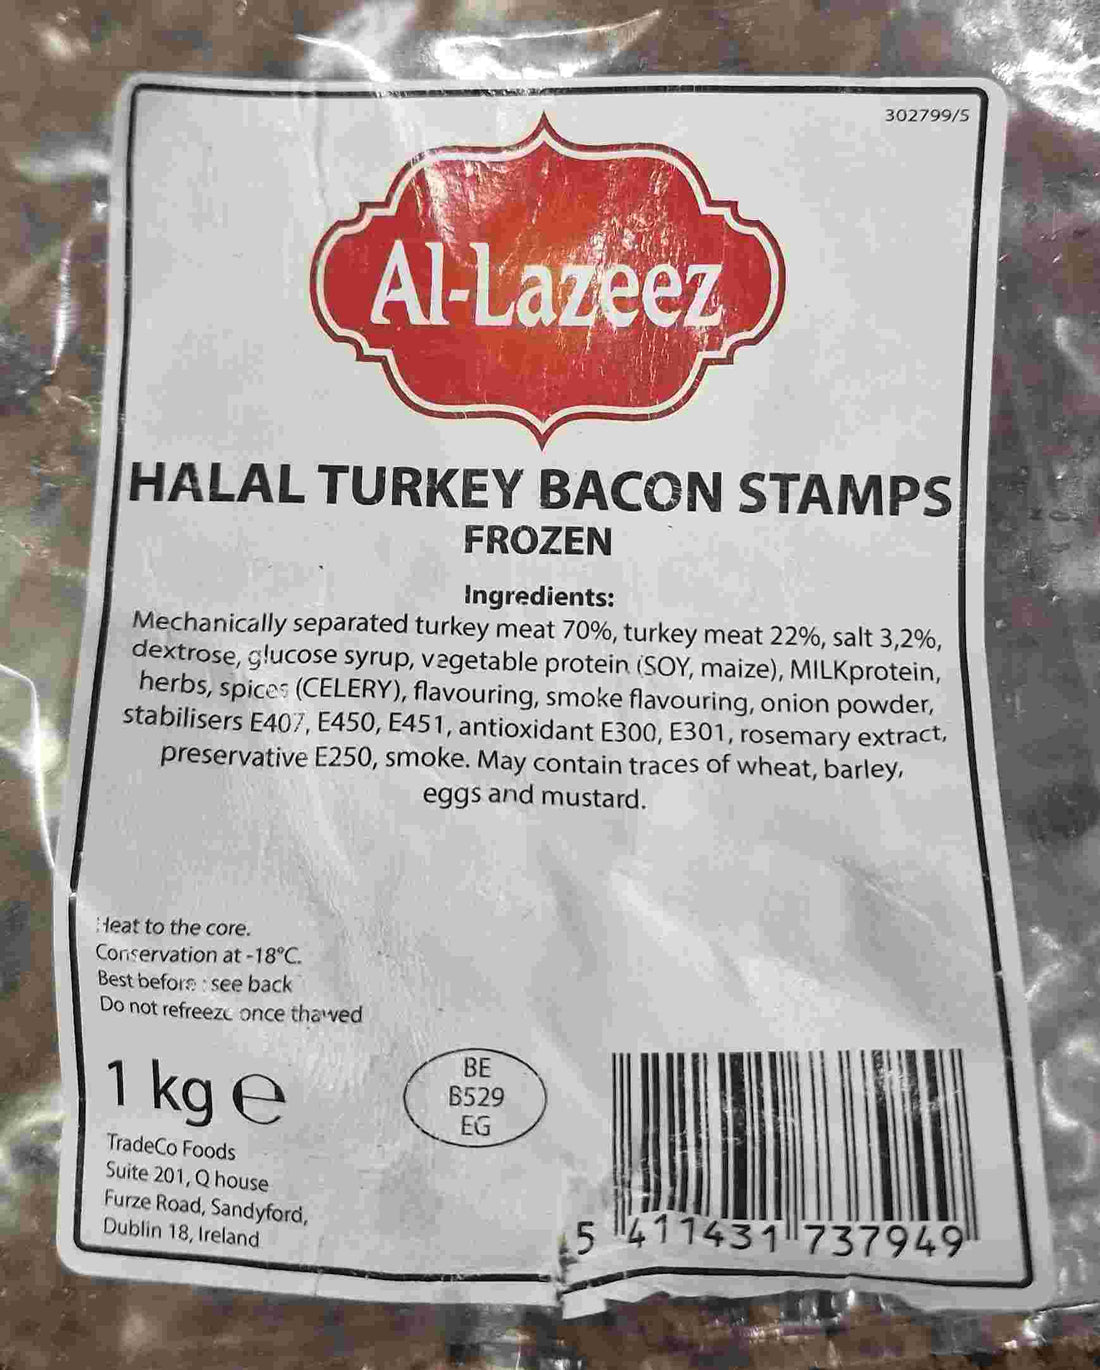 302799/5
Al-Lazeez
HALAL TURKEY BACON STAMPS
FROZEN
Ingredients:
Mechanically separated turkey meat 70%, turkey meat 22%, salt 3,2%,
dextrose, glucose syrup, vegetable protein (SOY, maize), MILKprotein,
herbs, spices (CELERY), flavouring, smoke flavouring, onion powder,
stabilisers E407, E450, E451, antioxidant E300, E301, rosemary extract,
preservative E250, smoke. May contain traces of wheat, barley,
eggs and mustard.
Heat to the core.
Conservation at -18°C.
Best before : see back
Do not refreeze once thawed
1 kg e
TradeCo Foods
Suite 201, Q house
Furze Road, Sandyford,
Dublin 18, Ireland
BE
B529
EG
5 411431 737949